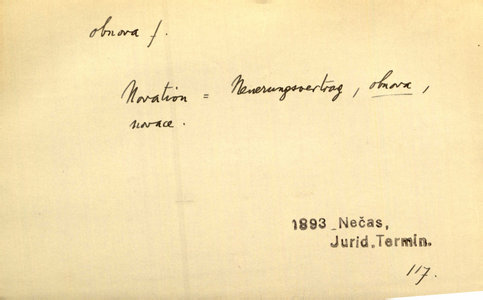 obnova f.
Novation = Neuerungsvertrag, obnova,
novace.
1893 Nečas,
Jurid. Termin.
117.